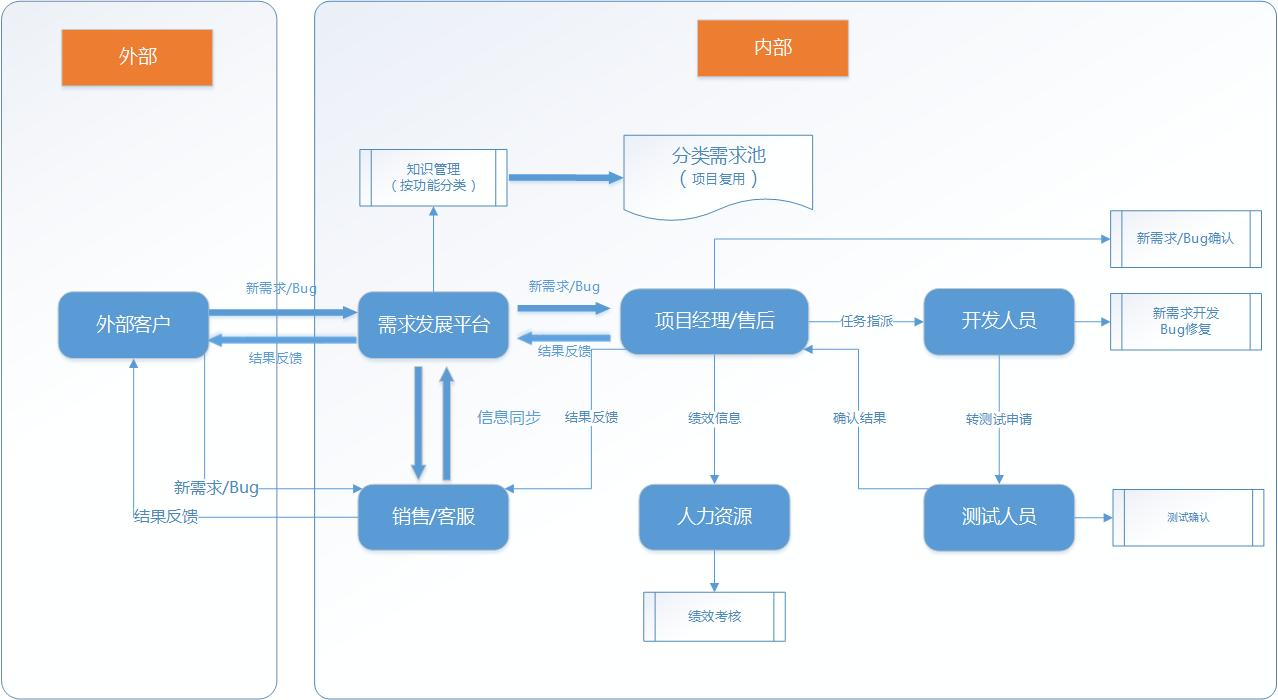 外部
内部
知识管理
（按功能分类）
分类需求池
（项目复用）
新需求/Bug确认
新需求/Bug
新需求/Bug
外部客户
需求发展平台
项目经理/售后
任务指派
开发人员
新需求开发
Bug修复
结果反馈
结果反馈
信息同步
结果反馈
绩效信息
确认结果
转测试申请
新需求/Bug
结果反馈
销售/客服
人力资源
测试人员
测试确认
绩效考核